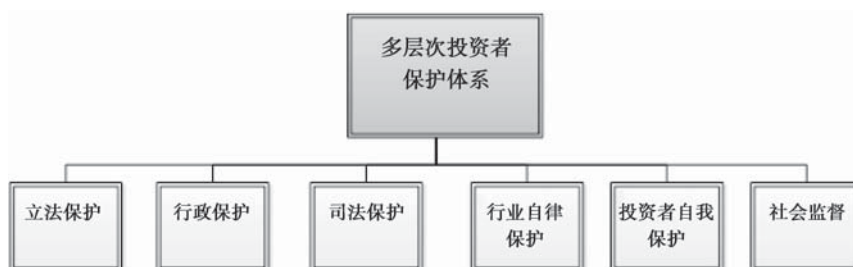 多层次投资者
保护体系
立法保护
行政保护
司法保护
行业自律
保护
投资者自我
保护
社会监督